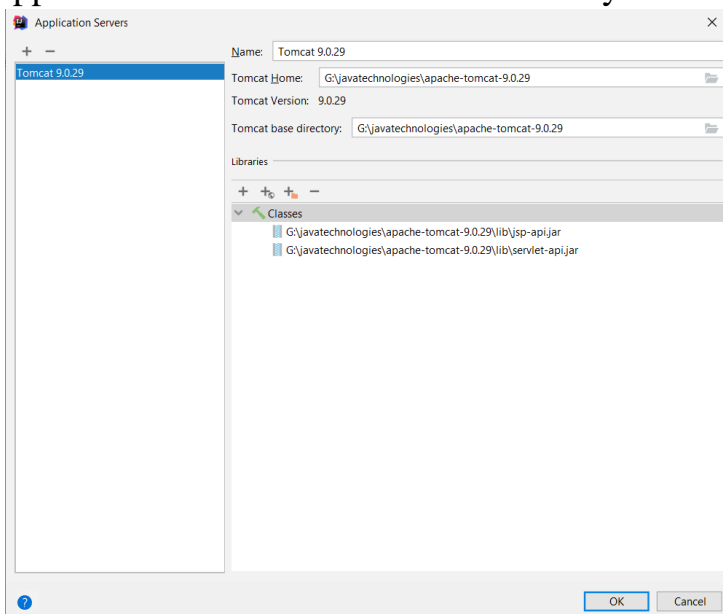 Application Servers
Name: Tomcat 9.0.29
Tomcat 9.0.29
Tomcat Home: G:\javatechnologies\apache-tomcat-9.0.29
Tomcat Version: 9.0.29
Tomcat base directory: G:\javatechnologies\apache-tomcat-9.0.29
Libraries
Classes
G:\javatechnologies\apache-tomcat-9.0.29\lib\jsp-api.jar
G:\javatechnologies\apache-tomcat-9.0.29\lib\servlet-api.jar
OK Cancel